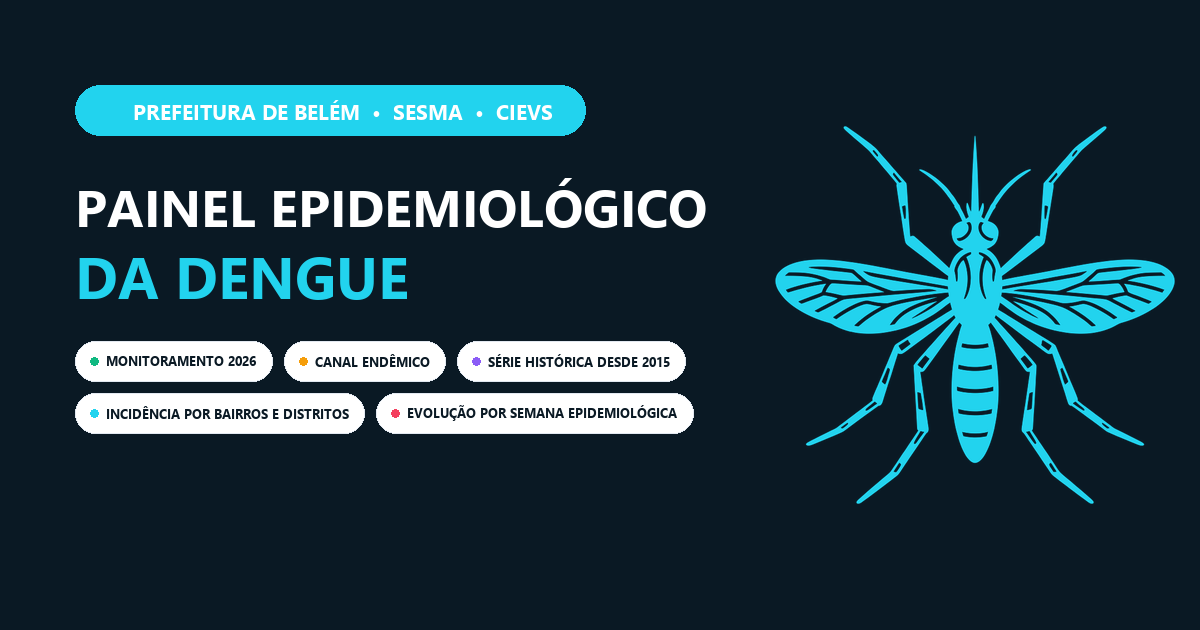 PREFEITURA DE BELÉM • SESMA • CIEVS
PAINEL EPIDEMIOLÓGICO
DA DENGUE
MONITORAMENTO 2026
CANAL ENDÊMICO
SÉRIE HISTÓRICA DESDE 2015
INCIDÊNCIA POR BAIRROS E DISTRITOS
EVOLUÇÃO POR SEMANA EPIDEMIOLÓGICA